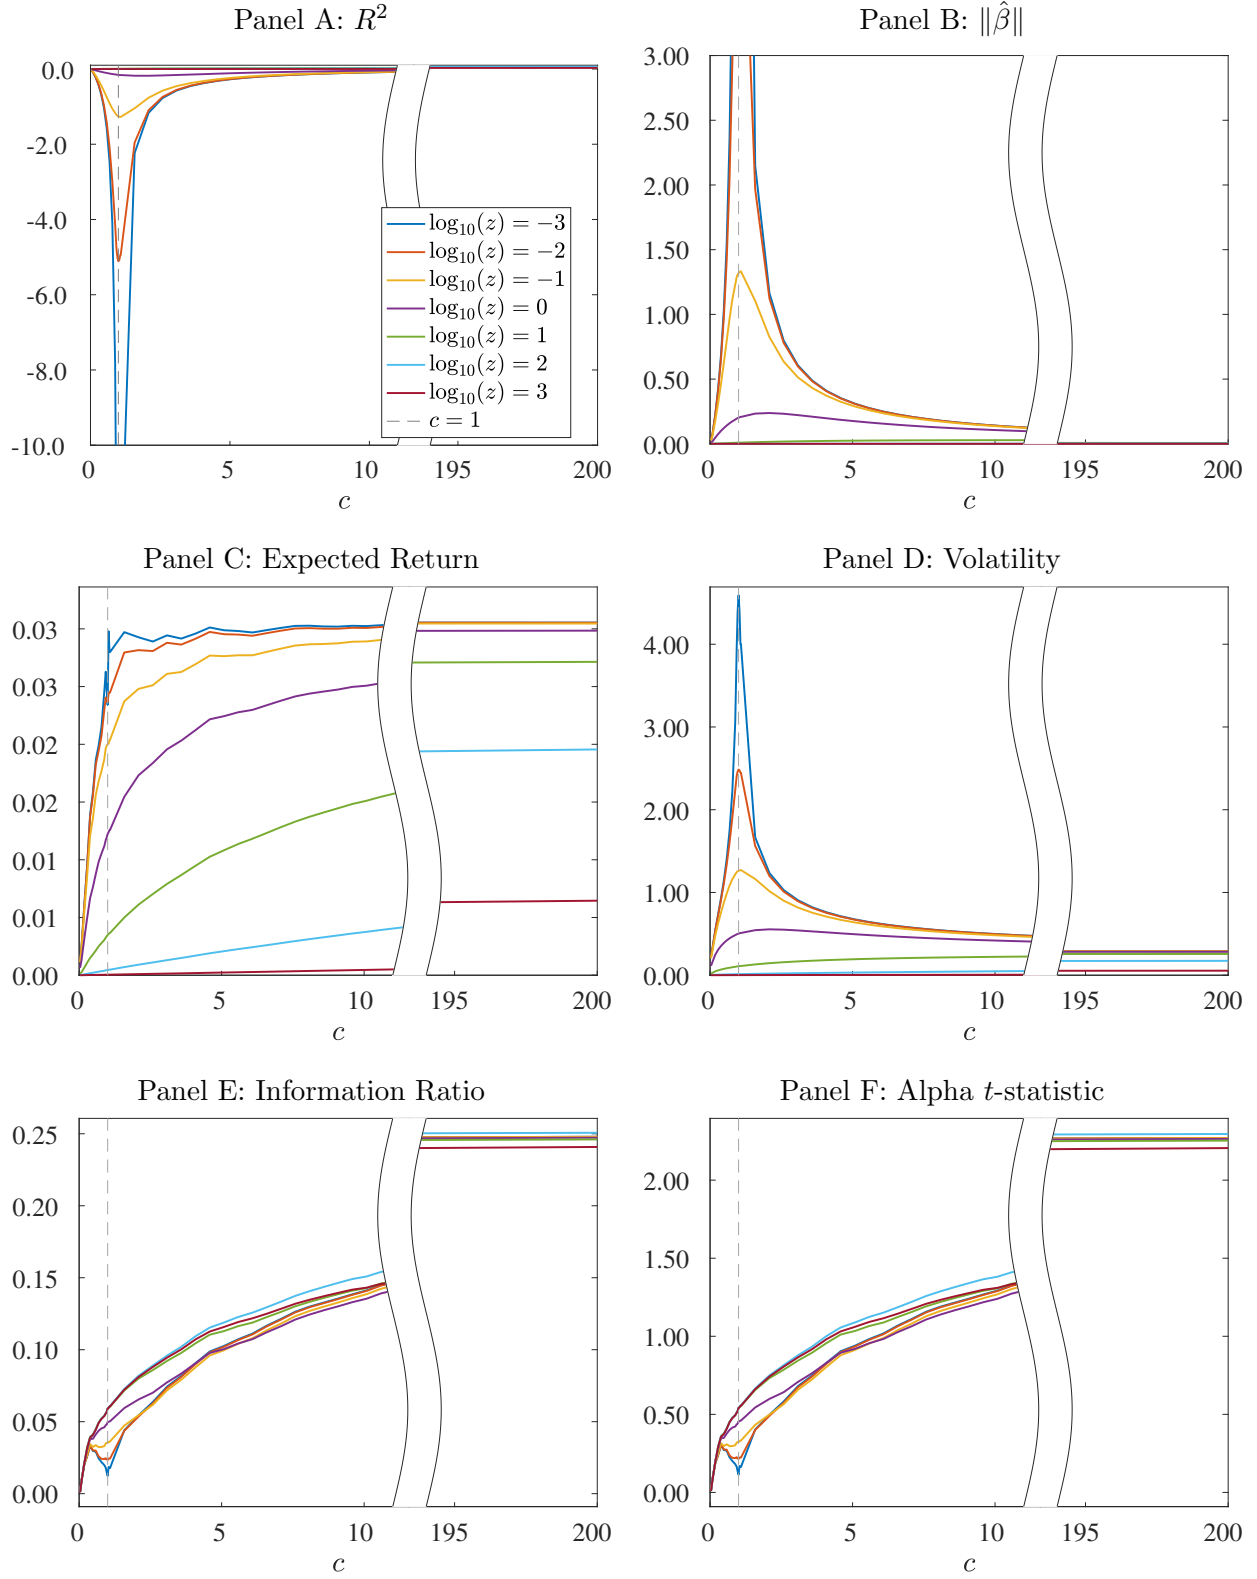 Panel A: R²
0.0
-2.0
-4.0
-6.0
-8.0
-10.0
0 5 10 195 200
c
log₁₀(z) = −3
log₁₀(z) = −2
log₁₀(z) = −1
log₁₀(z) = 0
log₁₀(z) = 1
log₁₀(z) = 2
log₁₀(z) = 3
c = 1
Panel B: ‖β̂‖
3.00
2.50
2.00
1.50
1.00
0.50
0.00
0 5 10 195 200
c
Panel C: Expected Return
0.03
0.03
0.02
0.02
0.01
0.01
0.00
0 5 10 195 200
c
Panel D: Volatility
4.00
3.00
2.00
1.00
0.00
0 5 10 195 200
c
Panel E: Information Ratio
0.25
0.20
0.15
0.10
0.05
0.00
0 5 10 195 200
c
Panel F: Alpha t-statistic
2.00
1.50
1.00
0.50
0.00
0 5 10 195 200
c